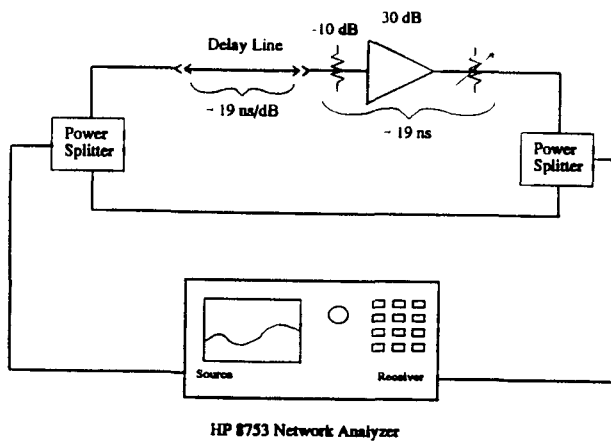 -10 dB
30 dB
Delay Line
~ 19 ns/dB
~ 19 ns
Power
Splitter
Power
Splitter
Source
Receiver
HP 8753 Network Analyzer